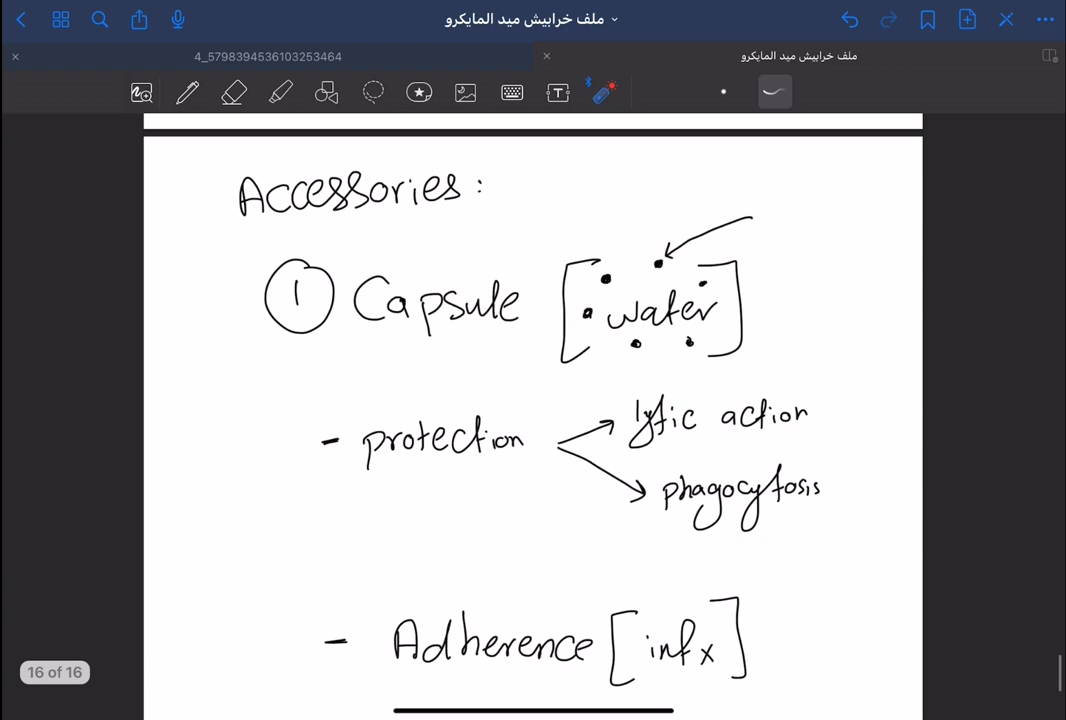 ملف خرابيش ميد المايكرو
4_5798394536103253464
ملف خرابيش ميد المايكرو
Accessories:
1 Capsule [water]
- protection
lytic action
phagocytosis
- Adherence [infx]
16 of 16